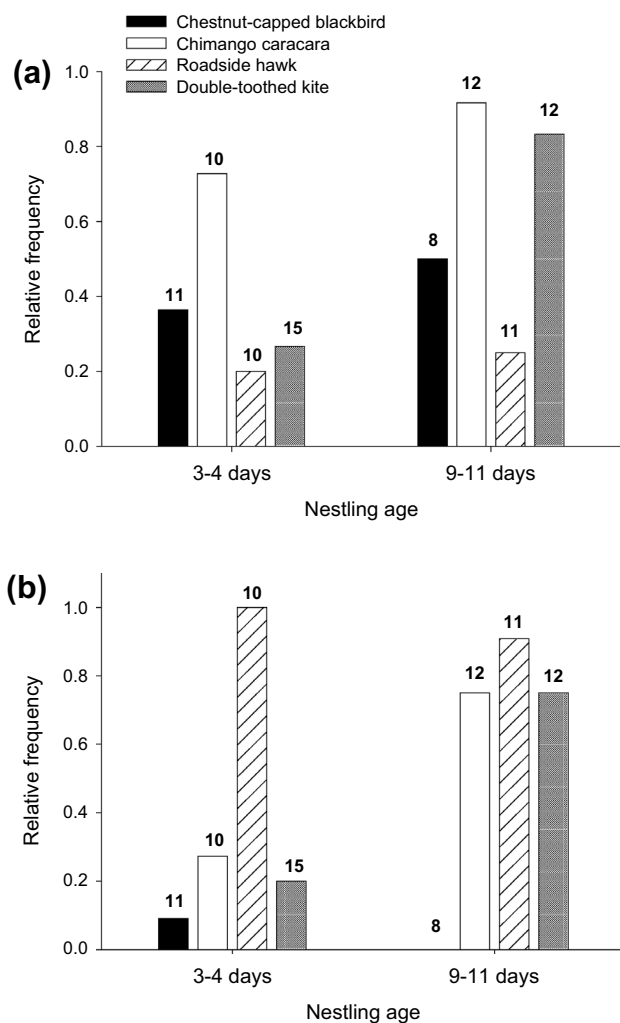 Chestnut-capped blackbird
Chimango caracara
Roadside hawk
Double-toothed kite
(a)
Relative frequency
1.0
0.8
0.6
0.4
0.2
0.0
11
10
10
15
8
12
11
12
3-4 days
9-11 days
Nestling age
(b)
Relative frequency
1.0
0.8
0.6
0.4
0.2
0.0
11
10
10
15
8
12
11
12
3-4 days
9-11 days
Nestling age